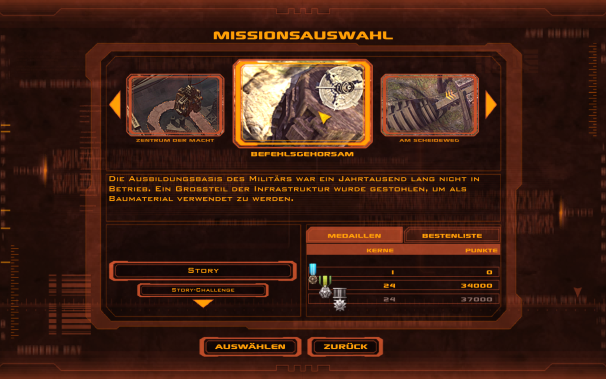 MISSIONSAUSWAHL
ZENTRUM DER MACHT
BEFEHLSGEHORSAM
AM SCHEIDEWEG
DIE AUSBILDUNGSBASIS DES MILITÄRS WAR EIN JAHRTAUSEND LANG NICHT IN
BETRIEB. EIN GROSSTEIL DER INFRASTRUKTUR WURDE GESTOHLEN, UM ALS
BAUMATERIAL VERWENDET ZU WERDEN.
MEDAILLEN BESTENLISTE
KERNE PUNKTE
1 0
24 34000
24 37000
STORY
STORY-CHALLENGE
AUSWÄHLEN ZURÜCK